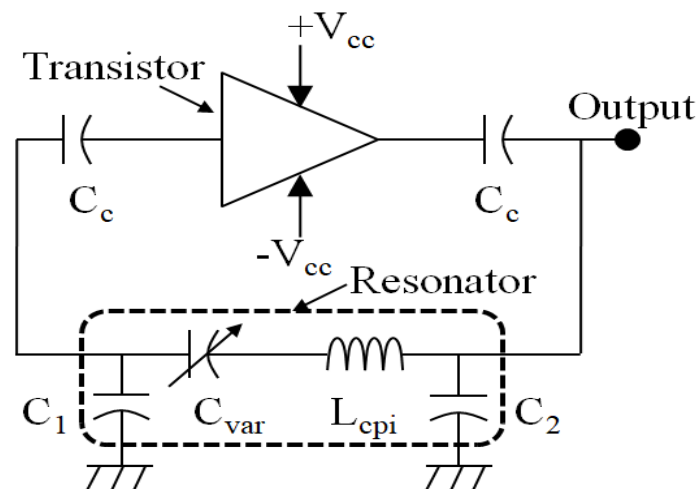 +Vcc
Transistor
Output
Cc
Cc
-Vcc
Resonator
C1
Cvar
Lcpi
C2